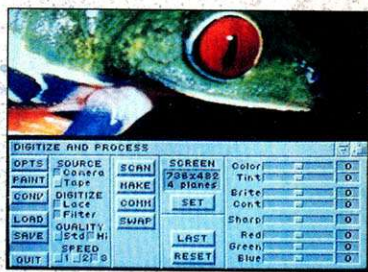 DIGITIZE AND PROCESS
OPTS
PAINT
CONV
LOAD
SAVE
QUIT
SOURCE
Camera
Tape
DIGITIZE
Lace
Filter
QUALITY
Std Hi
SPEED
1 2 3
SCAN
MAKE
COMM
SWAP
SCREEN
736x482
4 planes
SET
LAST
RESET
Color 0
Tint 0
Brite 0
Cont 0
Sharp 0
Red 0
Green 0
Blue 0